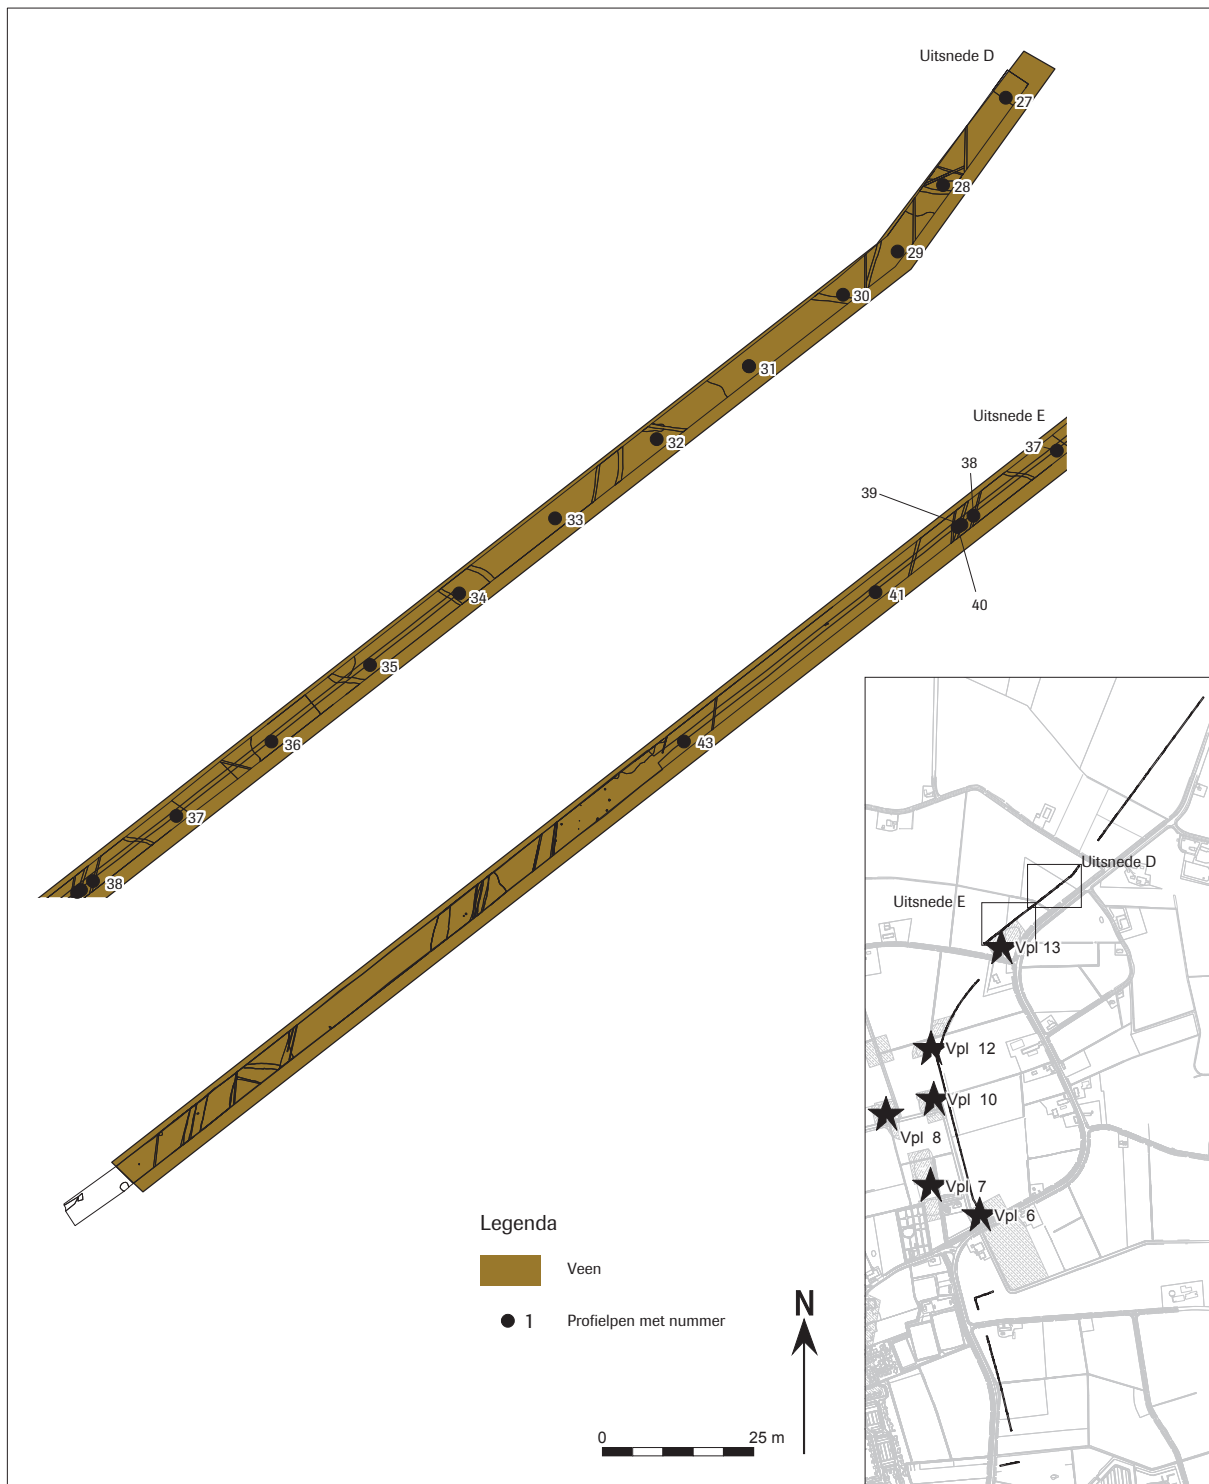 Uitsnede D
27
28
29
30
31
32
33
34
35
36
37
38
Uitsnede E
37
38
39
40
41
43
Uitsnede D
Uitsnede E
Vpl 13
Vpl 12
Vpl 10
Vpl 8
Vpl 7
Vpl 6
Legenda
Veen
1 Profielpen met nummer
N
0 25 m